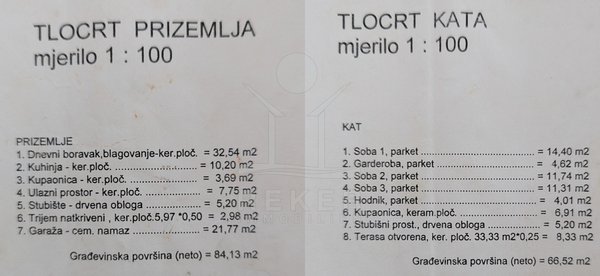 TLOCRT PRIZEMLJA
mjerilo 1 : 100
PRIZEMLJE
1. Dnevni boravak,blagovanje-ker.ploč. = 32,54 m2
2. Kuhinja - ker.ploč. ............................ = 10,20 m2
3. Kupaonica - ker.ploč. ........................ = 3,69 m2
4. Ulazni prostor - ker.ploč. .................. = 7,75 m2
5. Stubište - drvena obloga .................. = 5,20 m2
6. Trijem natkriveni , ker.ploč.5,97 *0,50 = 2,98 m2
7. Garaža - cem. namaz ..................... = 21,77 m2
Građevinska površina (neto) = 84,13 m2
TLOCRT KATA
mjerilo 1 : 100
KAT
1. Soba 1, parket ................................... = 14,40 m2
2. Garderoba, parket ............................. = 4,62 m2
3. Soba 2, parket ................................... = 11,74 m2
4. Soba 3, parket ................................... = 11,31 m2
5. Hodnik, parket ................................... = 4,01 m2
6. Kupaonica, keram.ploč. ..................... = 6,91 m2
7. Stubišni prost., drvena obloga ........... = 5,20 m2
8. Terasa otvorena, ker. ploč. 33,33 m2*0,25 = 8,33 m2
Građevinska površina (neto) = 66,52 m2